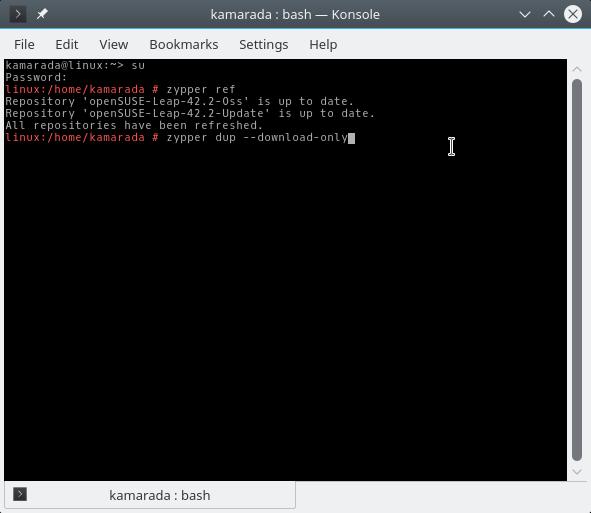 kamarada : bash — Konsole
File Edit View Bookmarks Settings Help
kamarada@linux:~> su
Password:
linux:/home/kamarada # zypper ref
Repository 'openSUSE-Leap-42.2-Oss' is up to date.
Repository 'openSUSE-Leap-42.2-Update' is up to date.
All repositories have been refreshed.
linux:/home/kamarada # zypper dup --download-only
kamarada : bash